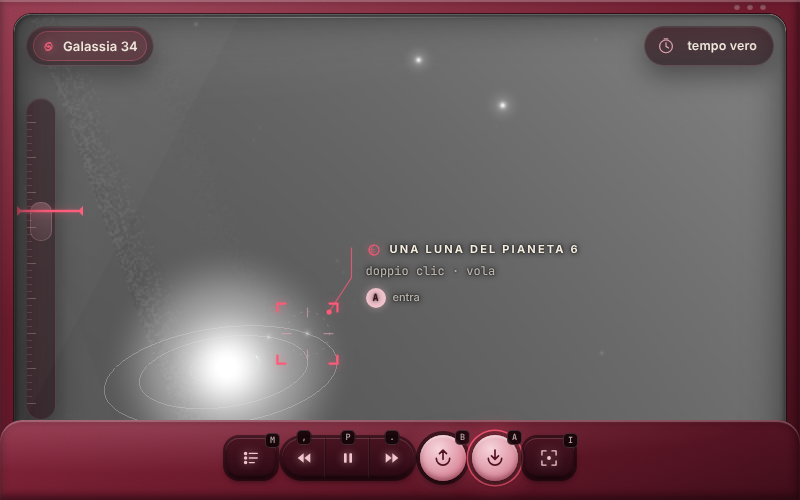 Galassia 34
tempo vero
UNA LUNA DEL PIANETA 6
doppio clic · vola
A entra
M , P . B A I